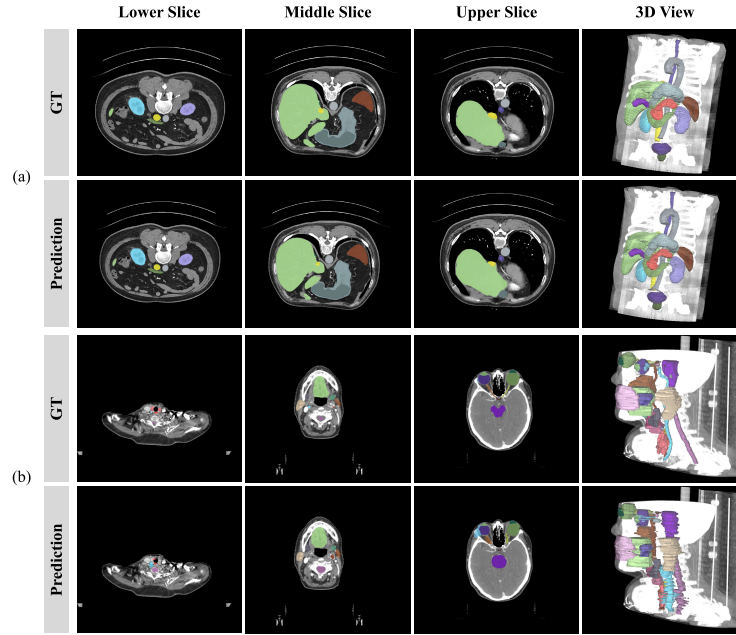 Lower Slice Middle Slice Upper Slice 3D View
(a)
GT
Prediction
(b)
GT
Prediction